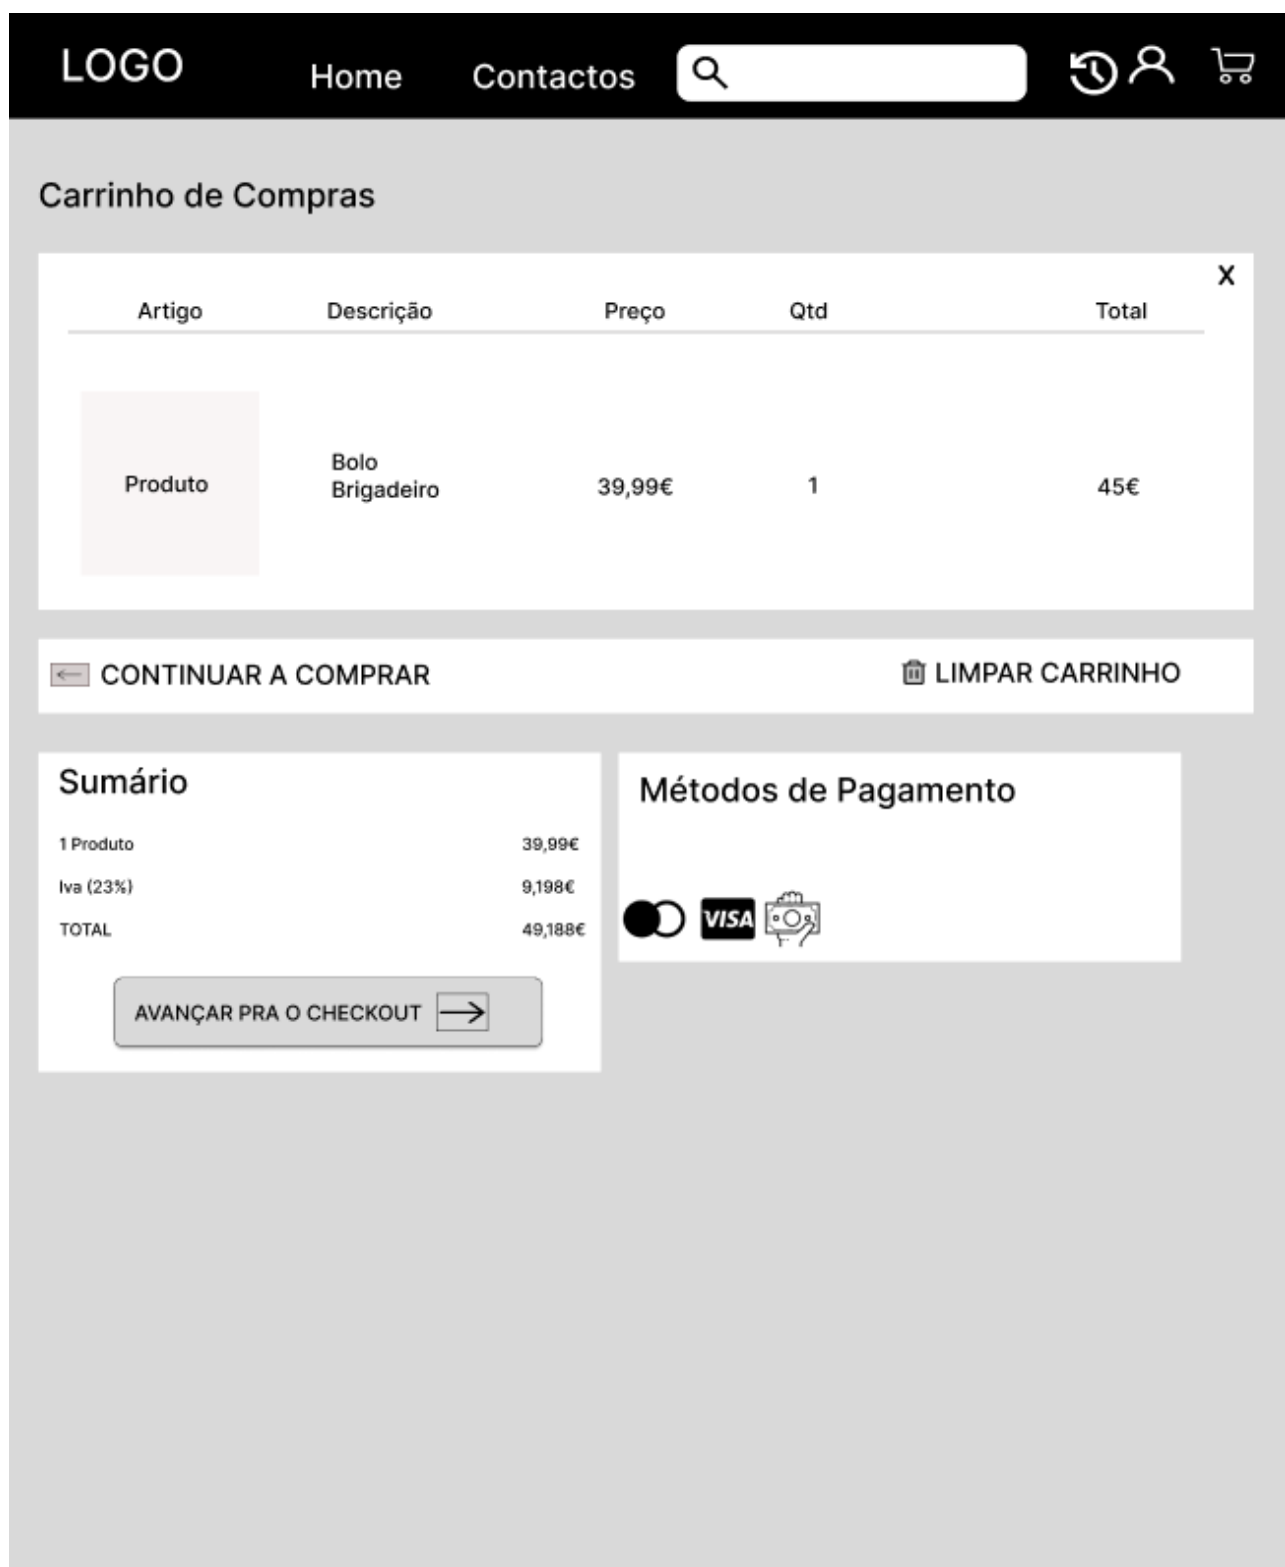 LOGO
Home
Contactos
Carrinho de Compras
X
Artigo
Descrição
Preço
Qtd
Total
Produto
Bolo
Brigadeiro
39,99€
1
45€
CONTINUAR A COMPRAR
LIMPAR CARRINHO
Sumário
1 Produto
39,99€
Iva (23%)
9,198€
TOTAL
49,188€
AVANÇAR PRA O CHECKOUT
Métodos de Pagamento
VISA